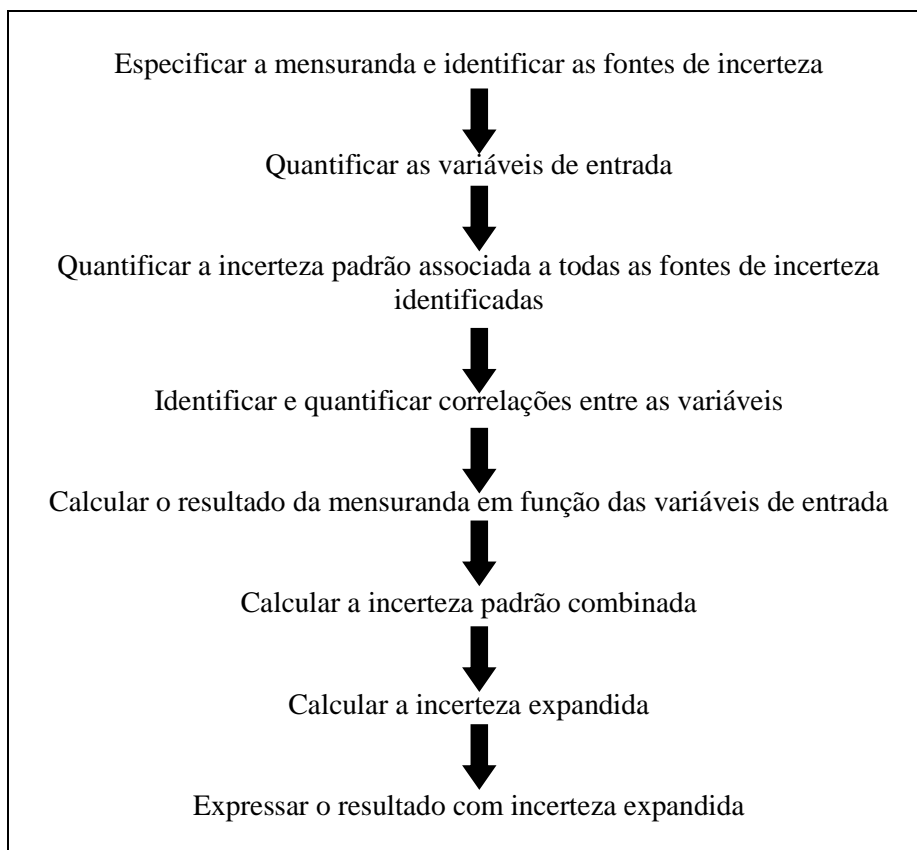 Especificar a mensuranda e identificar as fontes de incerteza
Quantificar as variáveis de entrada
Quantificar a incerteza padrão associada a todas as fontes de incerteza
identificadas
Identificar e quantificar correlações entre as variáveis
Calcular o resultado da mensuranda em função das variáveis de entrada
Calcular a incerteza padrão combinada
Calcular a incerteza expandida
Expressar o resultado com incerteza expandida